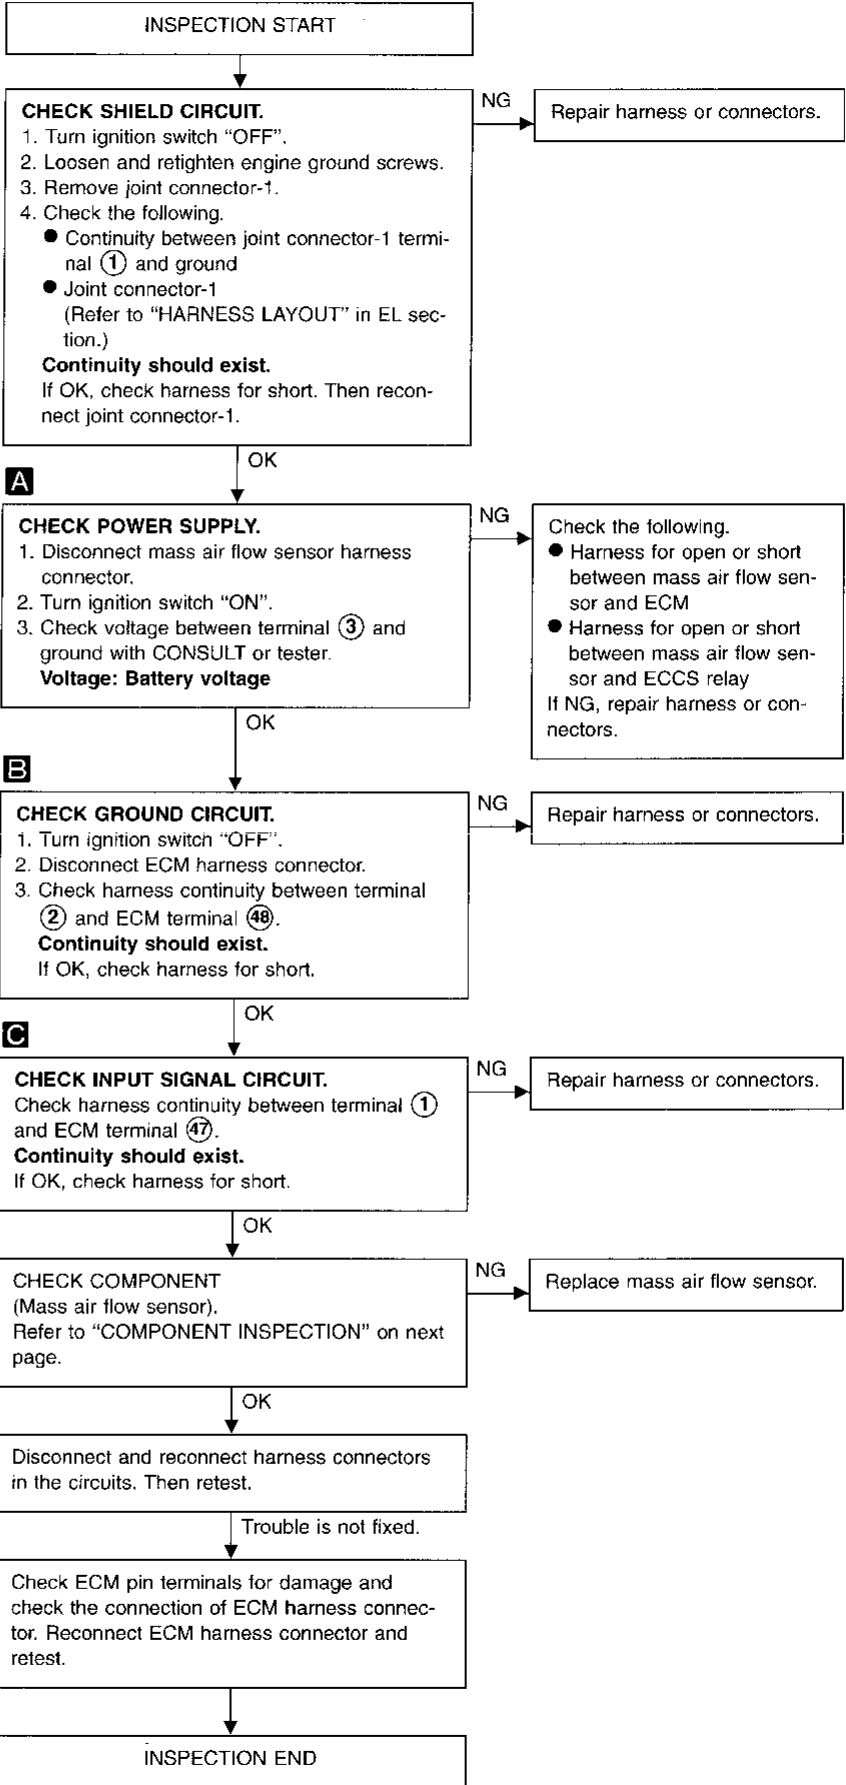 INSPECTION START
CHECK SHIELD CIRCUIT.
1. Turn ignition switch “OFF”.
2. Loosen and retighten engine ground screws.
3. Remove joint connector-1.
4. Check the following.
● Continuity between joint connector-1 termi-
nal ① and ground
● Joint connector-1
(Refer to “HARNESS LAYOUT” in EL sec-
tion.)
Continuity should exist.
If OK, check harness for short. Then recon-
nect joint connector-1.
NG
Repair harness or connectors.
OK
A
CHECK POWER SUPPLY.
1. Disconnect mass air flow sensor harness
connector.
2. Turn ignition switch “ON”.
3. Check voltage between terminal ③ and
ground with CONSULT or tester.
Voltage: Battery voltage
NG
Check the following.
● Harness for open or short
between mass air flow sen-
sor and ECM
● Harness for open or short
between mass air flow sen-
sor and ECCS relay
If NG, repair harness or con-
nectors.
OK
B
CHECK GROUND CIRCUIT.
1. Turn ignition switch “OFF”.
2. Disconnect ECM harness connector.
3. Check harness continuity between terminal
② and ECM terminal ㊽.
Continuity should exist.
If OK, check harness for short.
NG
Repair harness or connectors.
OK
C
CHECK INPUT SIGNAL CIRCUIT.
Check harness continuity between terminal ①
and ECM terminal ㊼.
Continuity should exist.
If OK, check harness for short.
NG
Repair harness or connectors.
OK
CHECK COMPONENT
(Mass air flow sensor).
Refer to “COMPONENT INSPECTION” on next
page.
NG
Replace mass air flow sensor.
OK
Disconnect and reconnect harness connectors
in the circuits. Then retest.
Trouble is not fixed.
Check ECM pin terminals for damage and
check the connection of ECM harness connec-
tor. Reconnect ECM harness connector and
retest.
INSPECTION END